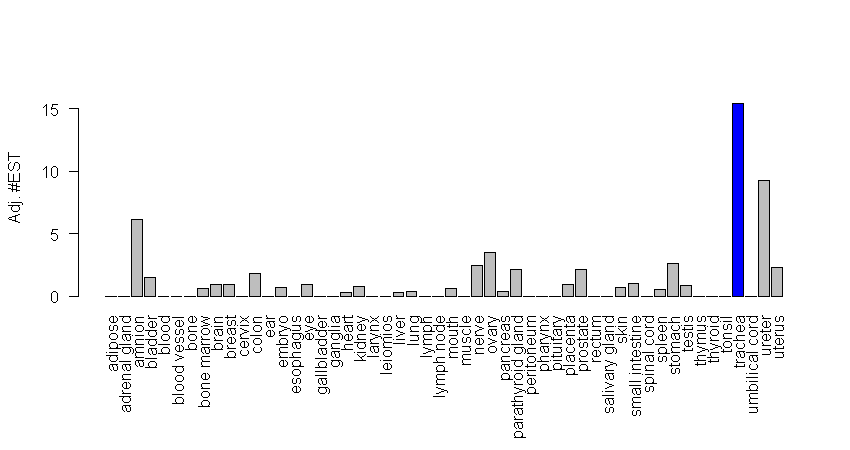 Adj. #EST
15
10
5
0
adipose
adrenal gland
amnion
bladder
blood
blood vessel
bone
bone marrow
brain
breast
cervix
colon
ear
embryo
esophagus
eye
gallbladder
ganglia
heart
kidney
larynx
leiomios
liver
lung
lymph
lymph node
mouth
muscle
nerve
ovary
pancreas
parathyroid gland
peritoneum
pharynx
pituitary
placenta
prostate
rectum
salivary gland
skin
small intestine
spinal cord
spleen
stomach
testis
thymus
thyroid
tonsil
trachea
umbilical cord
ureter
uterus